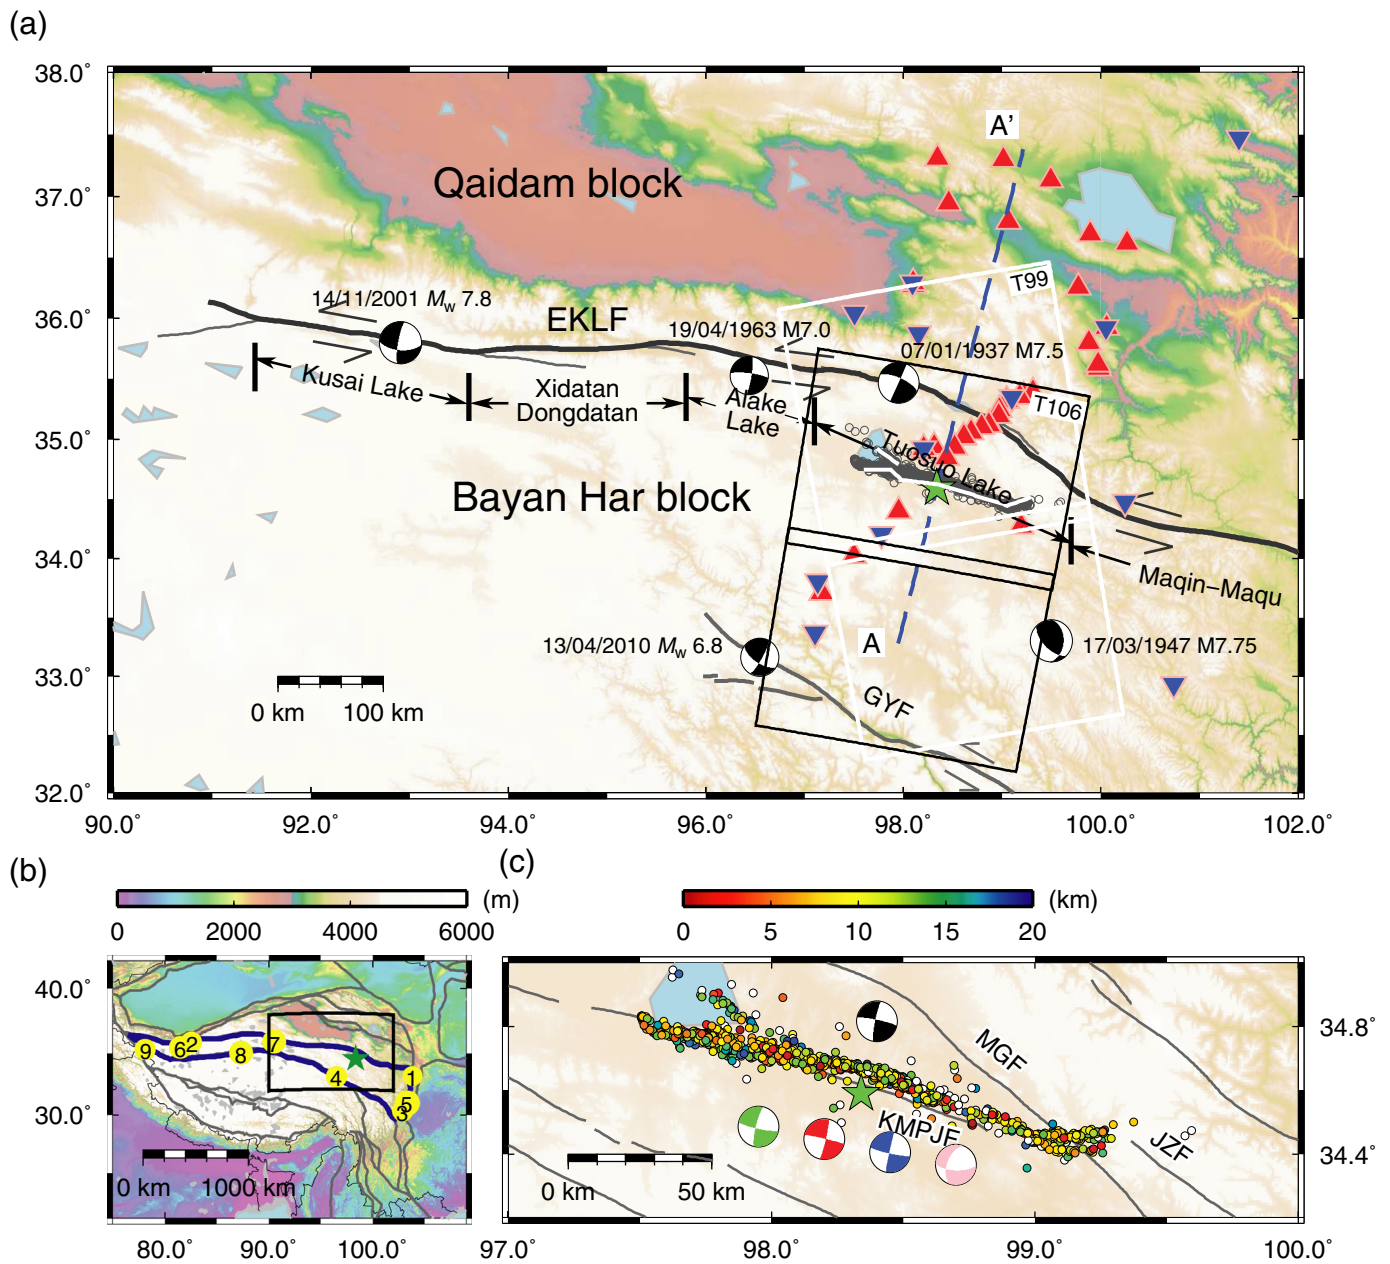 (a)
38.0°
37.0°
36.0°
35.0°
34.0°
33.0°
32.0°
90.0°
92.0°
94.0°
96.0°
98.0°
100.0°
102.0°
A’
Qaidam block
T99
14/11/2001 Mw 7.8
EKLF
19/04/1963 M7.0
07/01/1937 M7.5
Kusai Lake
Xidatan
Dongdatan
Alake
Lake
T106
Tuosuo Lake
Bayan Har block
Maqin–Maqu
13/04/2010 Mw 6.8
A
17/03/1947 M7.75
GYF
0 km
100 km
(b)
(m)
0
2000
4000
6000
40.0°
30.0°
80.0°
90.0°
100.0°
9
6
2
8
7
4
1
5
3
0 km
1000 km
(c)
(km)
0
5
10
15
20
34.8°
34.4°
97.0°
98.0°
99.0°
100.0°
MGF
KMPJF
JZF
0 km
50 km